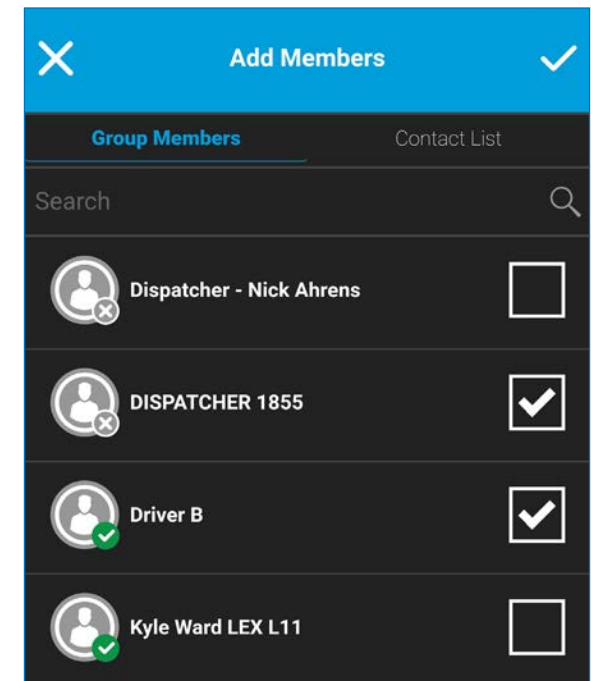 Add Members
Group Members Contact List
Search
Dispatcher - Nick Ahrens
DISPATCHER 1855
Driver B
Kyle Ward LEX L11